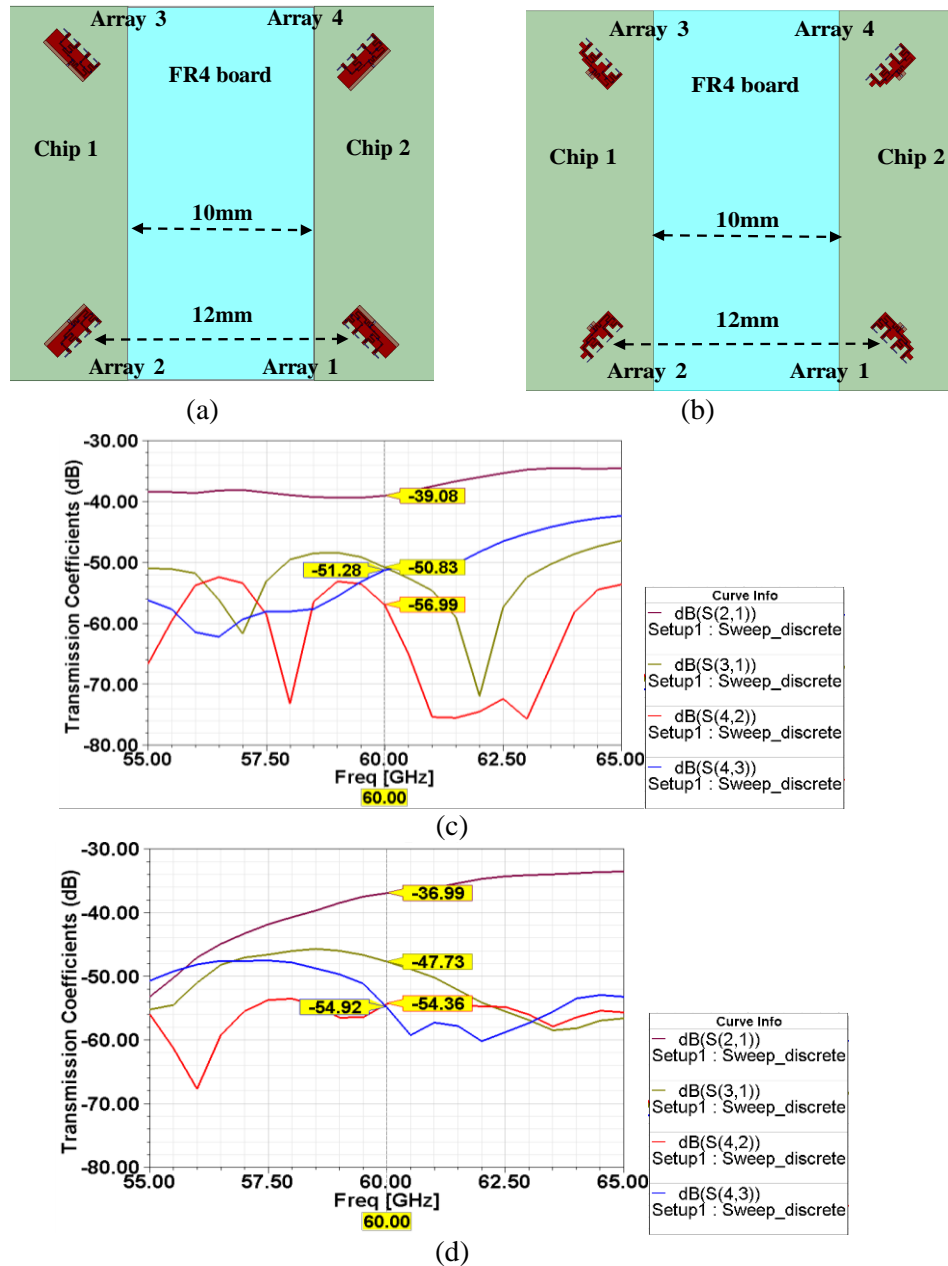 Array 3
Array 4
FR4 board
Chip 1
Chip 2
10mm
12mm
Array 2
Array 1
(a)
Array 3
Array 4
FR4 board
Chip 1
Chip 2
10mm
12mm
Array 2
Array 1
(b)
Transmission Coefficients (dB)
-30.00
-40.00
-50.00
-60.00
-70.00
-80.00
-39.08
-51.28
-50.83
-56.99
55.00
57.50
60.00
62.50
65.00
Freq [GHz]
60.00
Curve Info
dB(S(2,1))
Setup1 : Sweep_discrete
dB(S(3,1))
Setup1 : Sweep_discrete
dB(S(4,2))
Setup1 : Sweep_discrete
dB(S(4,3))
Setup1 : Sweep_discrete
(c)
Transmission Coefficients (dB)
-30.00
-40.00
-50.00
-60.00
-70.00
-80.00
-36.99
-47.73
-54.92
-54.36
55.00
57.50
60.00
62.50
65.00
Freq [GHz]
60.00
Curve Info
dB(S(2,1))
Setup1 : Sweep_discrete
dB(S(3,1))
Setup1 : Sweep_discrete
dB(S(4,2))
Setup1 : Sweep_discrete
dB(S(4,3))
Setup1 : Sweep_discrete
(d)